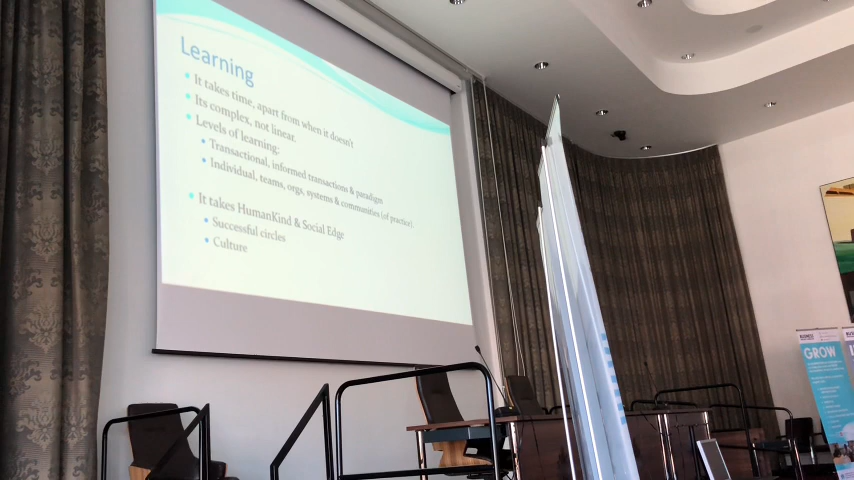 Learning
It takes time, apart from when it doesn't
Its complex, not linear.
Levels of learning:
Transactional, informed transactions & paradigm
Individual, teams, orgs, systems & communities (of practice).
It takes HumanKind & Social Edge
Successful circles
Culture
BUSINESS
GROW